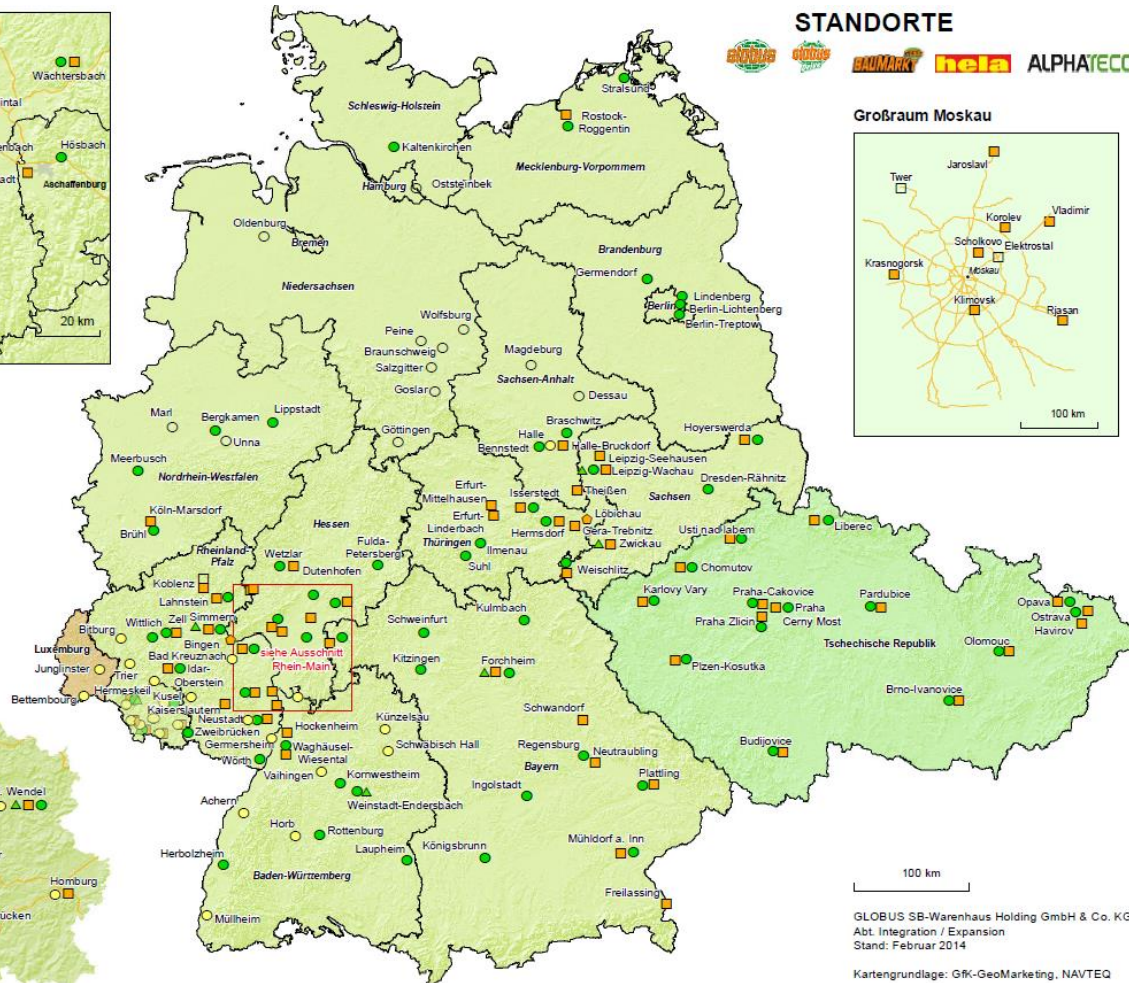 STANDORTE
globus
globus
BAUMARKT
hela
ALPHATECC
Großraum Moskau
Jaroslavl
Twer
Korolev
Vladimir
Scholkovo
Elektrostal
Krasnogorsk
Moskau
Klimovsk
Rjasan
100 km
Wächtersbach
Hösbach
Aschaffenburg
20 km
Stralsund
Schleswig-Holstein
Rostock-
Roggentin
Kaltenkirchen
Mecklenburg-Vorpommern
Hamburg
Oststeinbek
Oldenburg
Bremen
Brandenburg
Germendorf
Niedersachsen
Berlin
Lindenberg
Berlin-Lichtenberg
Berlin-Treptow
Wolfsburg
Peine
Braunschweig
Salzgitter
Goslar
Magdeburg
Sachsen-Anhalt
Dessau
Marl
Bergkamen
Lippstadt
Unna
Göttingen
Braschwitz
Halle
Bennstedt
Halle-Bruckdorf
Hoyerswerda
Meerbusch
Nordrhein-Westfalen
Leipzig-Seehausen
Leipzig-Wachau
Dresden-Rähnitz
Theißen
Sachsen
Köln-Marsdorf
Brühl
Erfurt-
Mittelhausen
Isserstedt
Erfurt-
Linderbach
Löbichau
Hermsdorf
Gera-Trebnitz
Zwickau
Hessen
Thüringen
Ilmenau
Suhl
Weischlitz
Fulda-
Petersberg
Rheinland-
Pfalz
Wetzlar
Dutenhofen
Koblenz
Lahnstein
Usti nad labem
Liberec
Chomutov
Karlovy Vary
Praha-Cakovice
Praha
Cerny Most
Praha Zlicin
Pardubice
Opava
Ostrava
Havirov
Tschechische Republik
Olomouc
Plzen-Kosutka
Brno-Ivanovice
Budijovice
Bitburg
Wittlich
Zell
Simmern
Bingen
Luxemburg
Bad Kreuznach
Junglinster
Trier
Idar-
Oberstein
Hermeskeil
Kusel
Bettembourg
Kaiserslautern
siehe Ausschnitt
Rhein-Main
Neustadt
Zweibrücken
Germersheim
Wörth
Schweinfurt
Kulmbach
Kitzingen
Forchheim
Hockenheim
Waghäusel-
Wiesental
Künzelsau
Schwäbisch Hall
Vaihingen
Kornwestheim
Weinstadt-Endersbach
Schwandorf
Regensburg
Neutraubling
Bayern
Plattling
Ingolstadt
Achern
Horb
Rottenburg
Laupheim
Königsbrunn
Mühldorf a. Inn
Herbolzheim
Baden-Württemberg
Freilassing
Müllheim
Wendel
Homburg
100 km
GLOBUS SB-Warenhaus Holding GmbH & Co. KG
Abt. Integration / Expansion
Stand: Februar 2014
Kartengrundlage: GfK-GeoMarketing, NAVTEQ